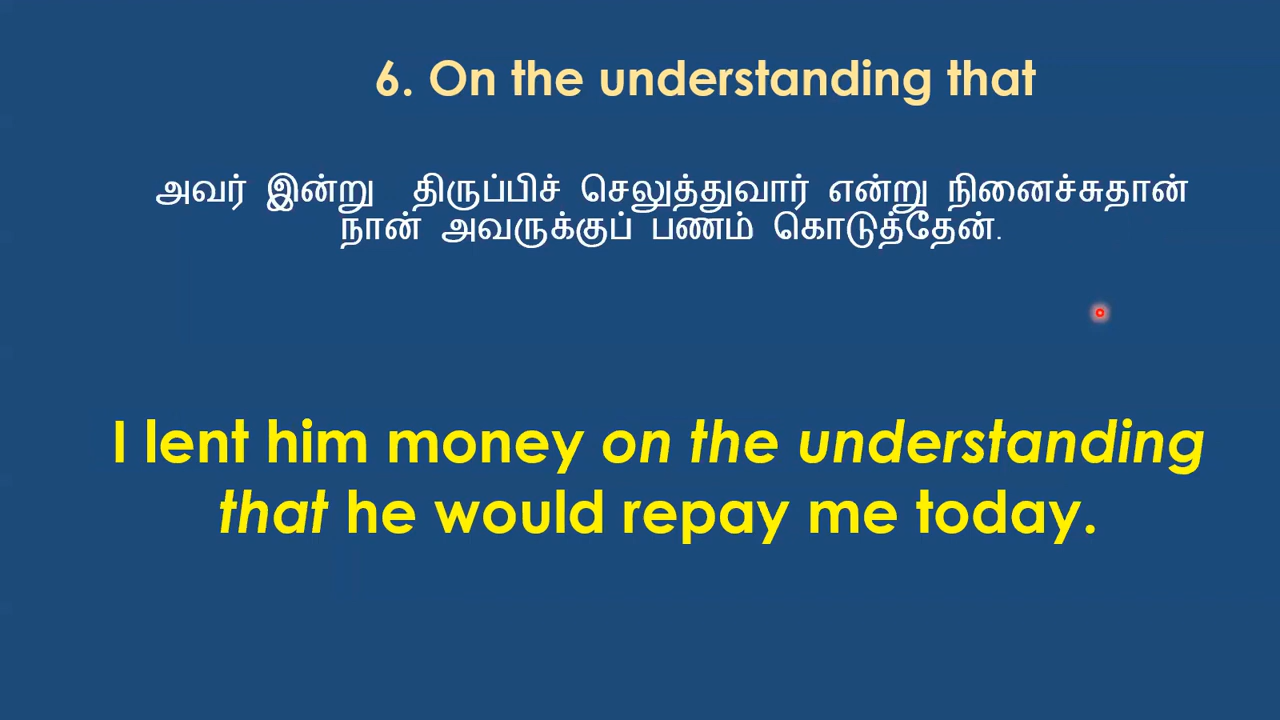 6. On the understanding that
அவர் இன்று திருப்பிச் செலுத்துவார் என்று நினைச்சுதான்
நான் அவருக்குப் பணம் கொடுத்தேன்.
I lent him money on the understanding
that he would repay me today.